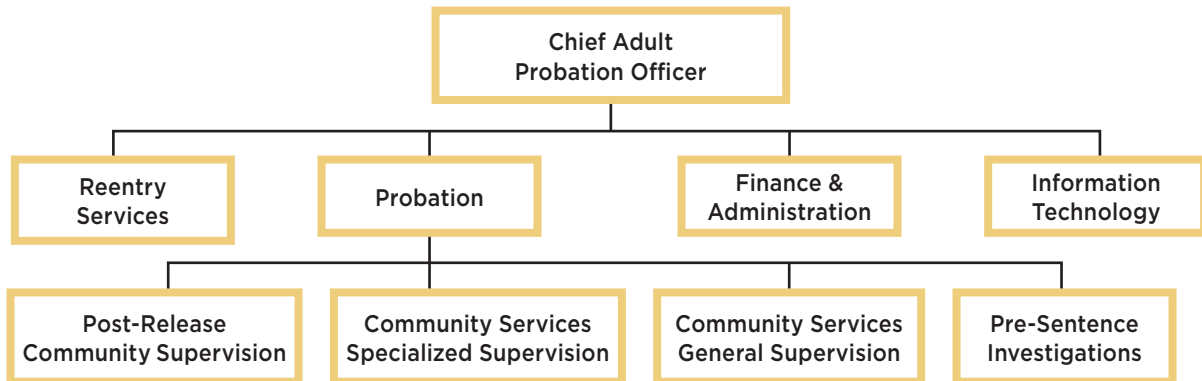 Chief Adult
Probation Officer
Reentry
Services
Probation
Finance &
Administration
Information
Technology
Post-Release
Community Supervision
Community Services
Specialized Supervision
Community Services
General Supervision
Pre-Sentence
Investigations